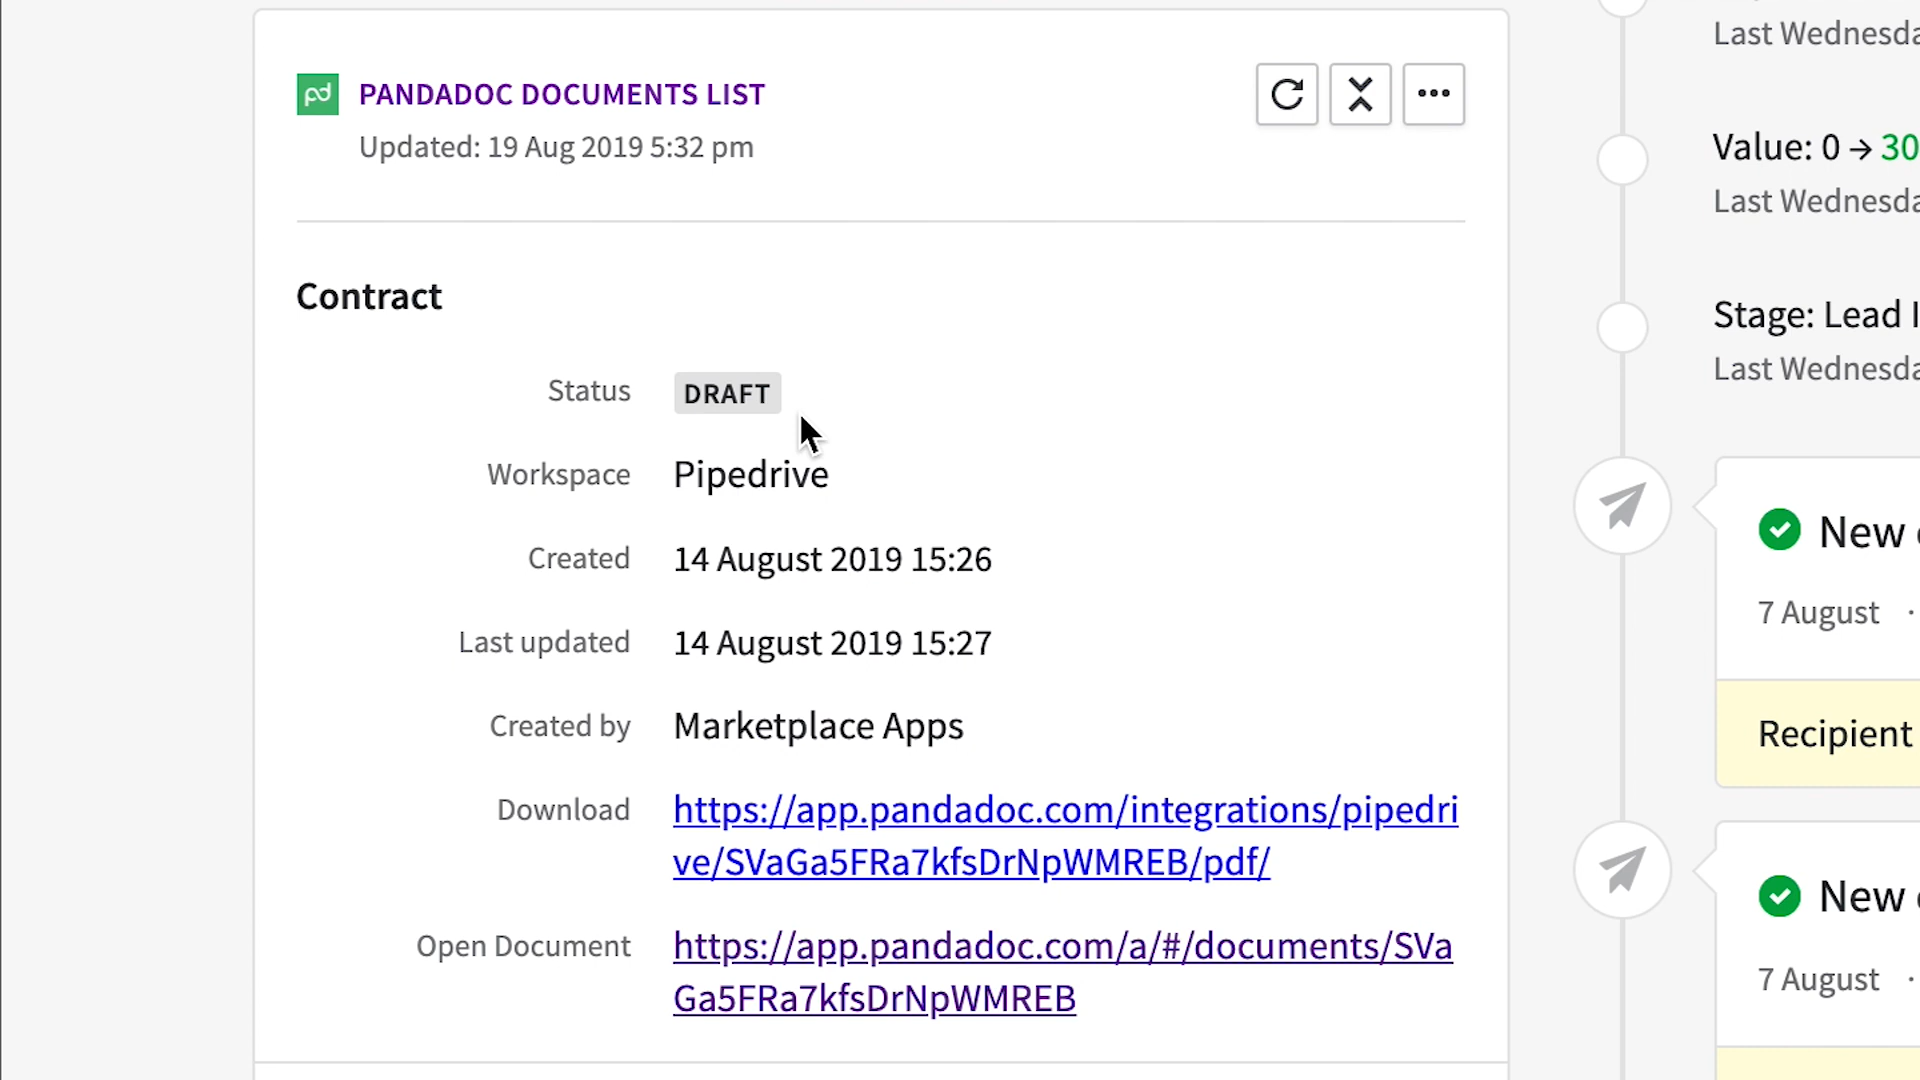 pd PANDADOC DOCUMENTS LIST
Updated: 19 Aug 2019 5:32 pm
Contract
Status DRAFT
Workspace Pipedrive
Created 14 August 2019 15:26
Last updated 14 August 2019 15:27
Created by Marketplace Apps
Download https://app.pandadoc.com/integrations/pipedri
ve/SVaGa5FRa7kfsDrNpWMREB/pdf/
Open Document https://app.pandadoc.com/a/#/documents/SVa
Ga5FRa7kfsDrNpWMREB
Last Wednesda
Value: 0 → 30
Last Wednesda
Stage: Lead I
Last Wednesda
New
7 August ·
Recipient
New
7 August ·